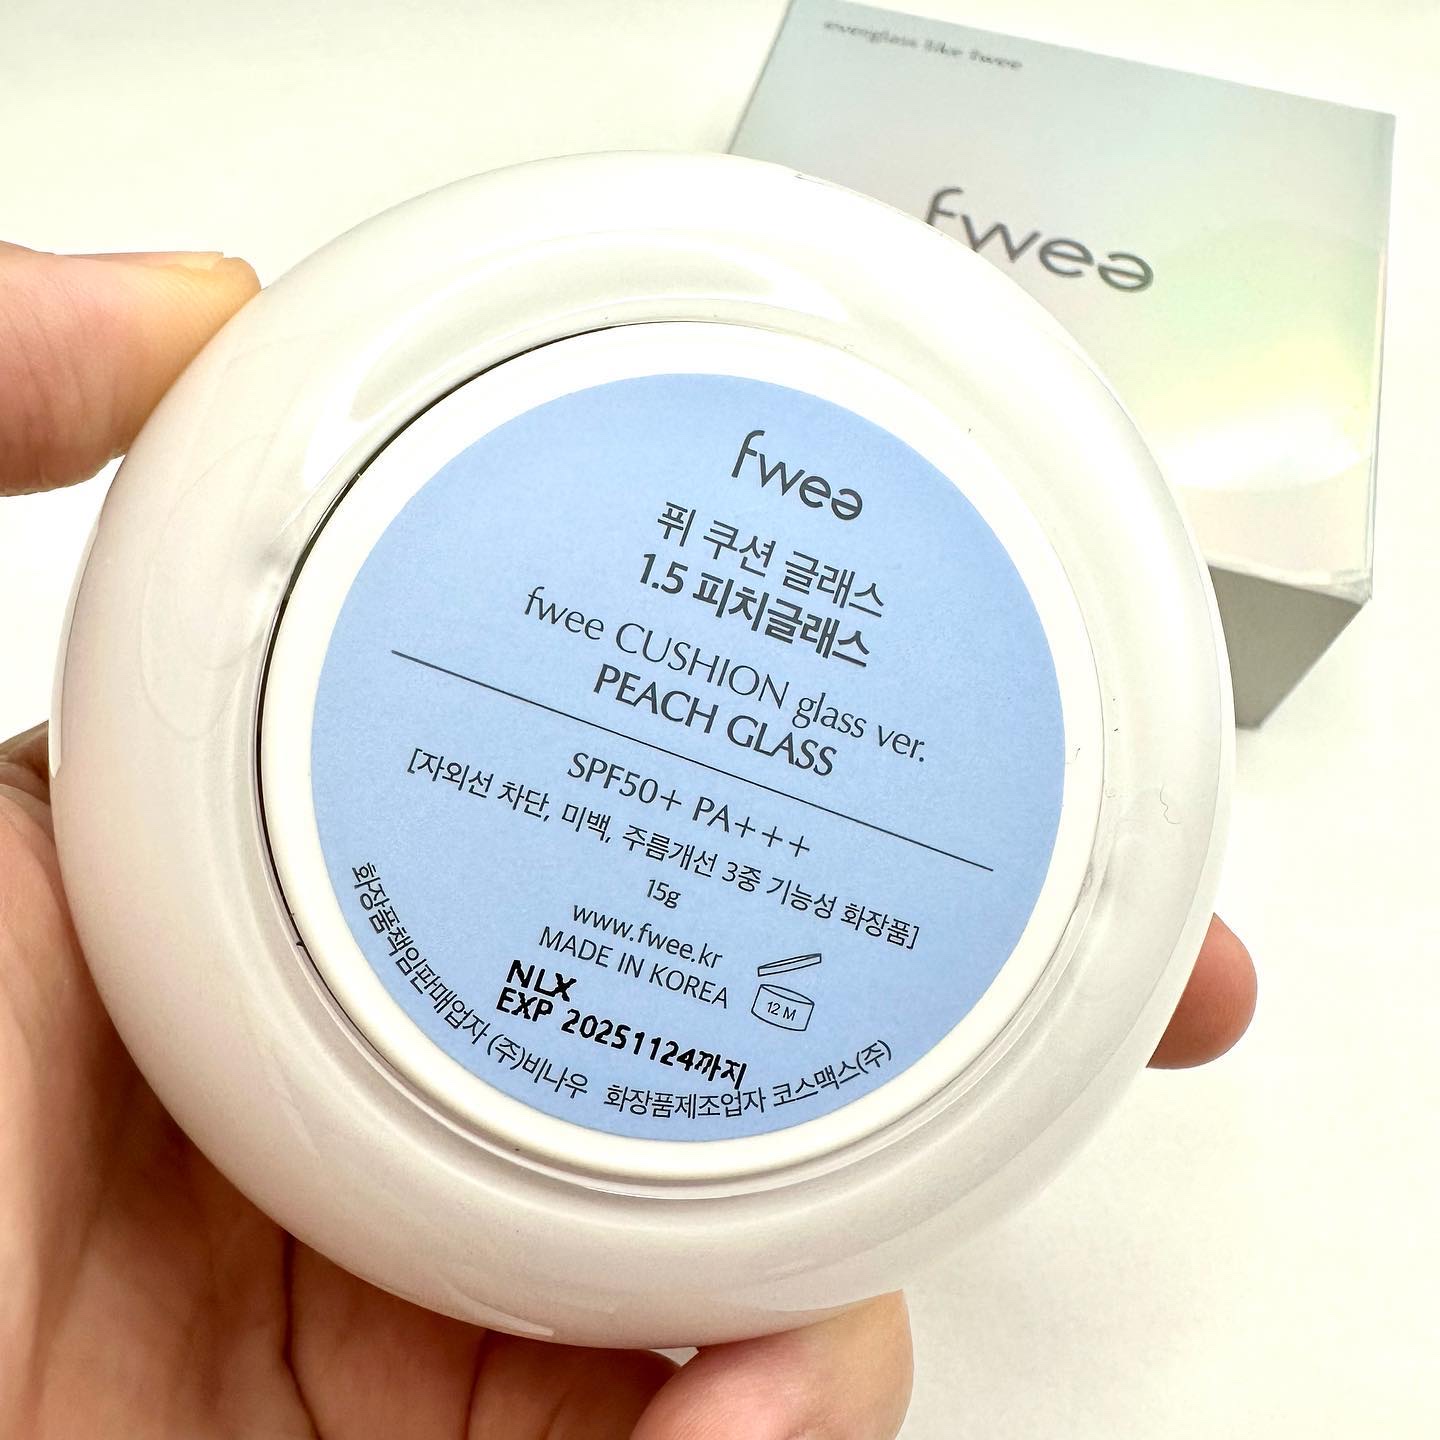 everglass like fwee
fwee
fwee
퓌 쿠션 글래스
1.5 피치글래스
fwee CUSHION glass ver.
PEACH GLASS
SPF50+ PA+++
[자외선 차단, 미백, 주름개선 3중 기능성 화장품]
15g
www.fwee.kr
MADE IN KOREA
12 M
NLX
EXP 20251124까지
화장품책임판매업자 (주)비나우 화장품제조업자 코스맥스(주)